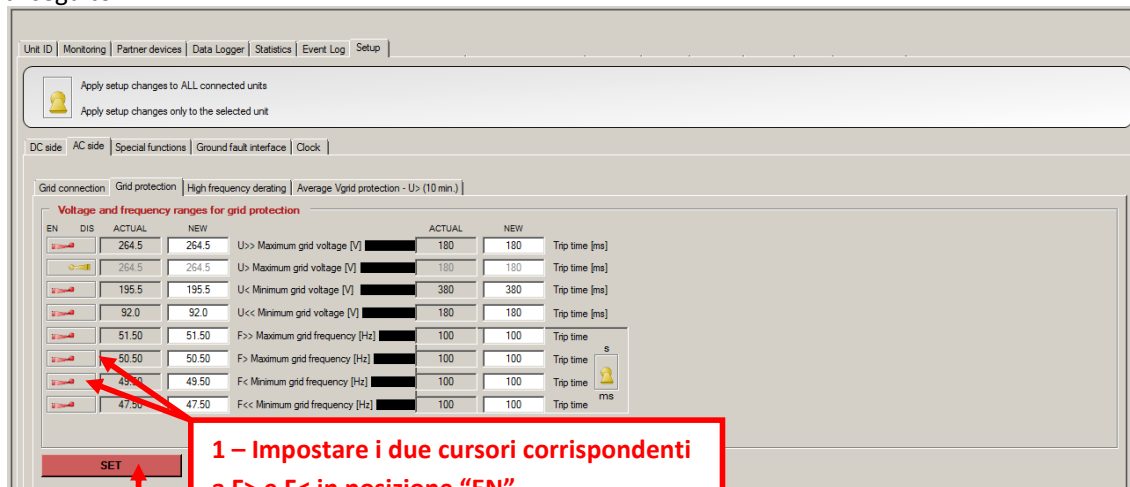 Unit ID Monitoring Partner devices Data Logger Statistics Event Log Setup
Apply setup changes to ALL connected units
Apply setup changes only to the selected unit
DC side AC side Special functions Ground fault interface Clock
Grid connection Grid protection High frequency derating Average Vgrid protection - U> (10 min.)
Voltage and frequency ranges for grid protection
EN DIS ACTUAL NEW ACTUAL NEW
264.5 264.5 U>> Maximum grid voltage [V] 180 180 Trip time [ms]
264.5 264.5 U> Maximum grid voltage [V] 180 180 Trip time [ms]
195.5 195.5 U< Minimum grid voltage [V] 380 380 Trip time [ms]
92.0 92.0 U<< Minimum grid voltage [V] 180 180 Trip time [ms]
51.50 51.50 F>> Maximum grid frequency [Hz] 100 100 Trip time
s
50.50 50.50 F> Maximum grid frequency [Hz] 100 100 Trip time
49.50 49.50 F< Minimum grid frequency [Hz] 100 100 Trip time
ms
47.50 47.50 F<< Minimum grid frequency [Hz] 100 100 Trip time
1 – Impostare i due cursori corrispondenti
a F> e F< in posizione “EN”
SET